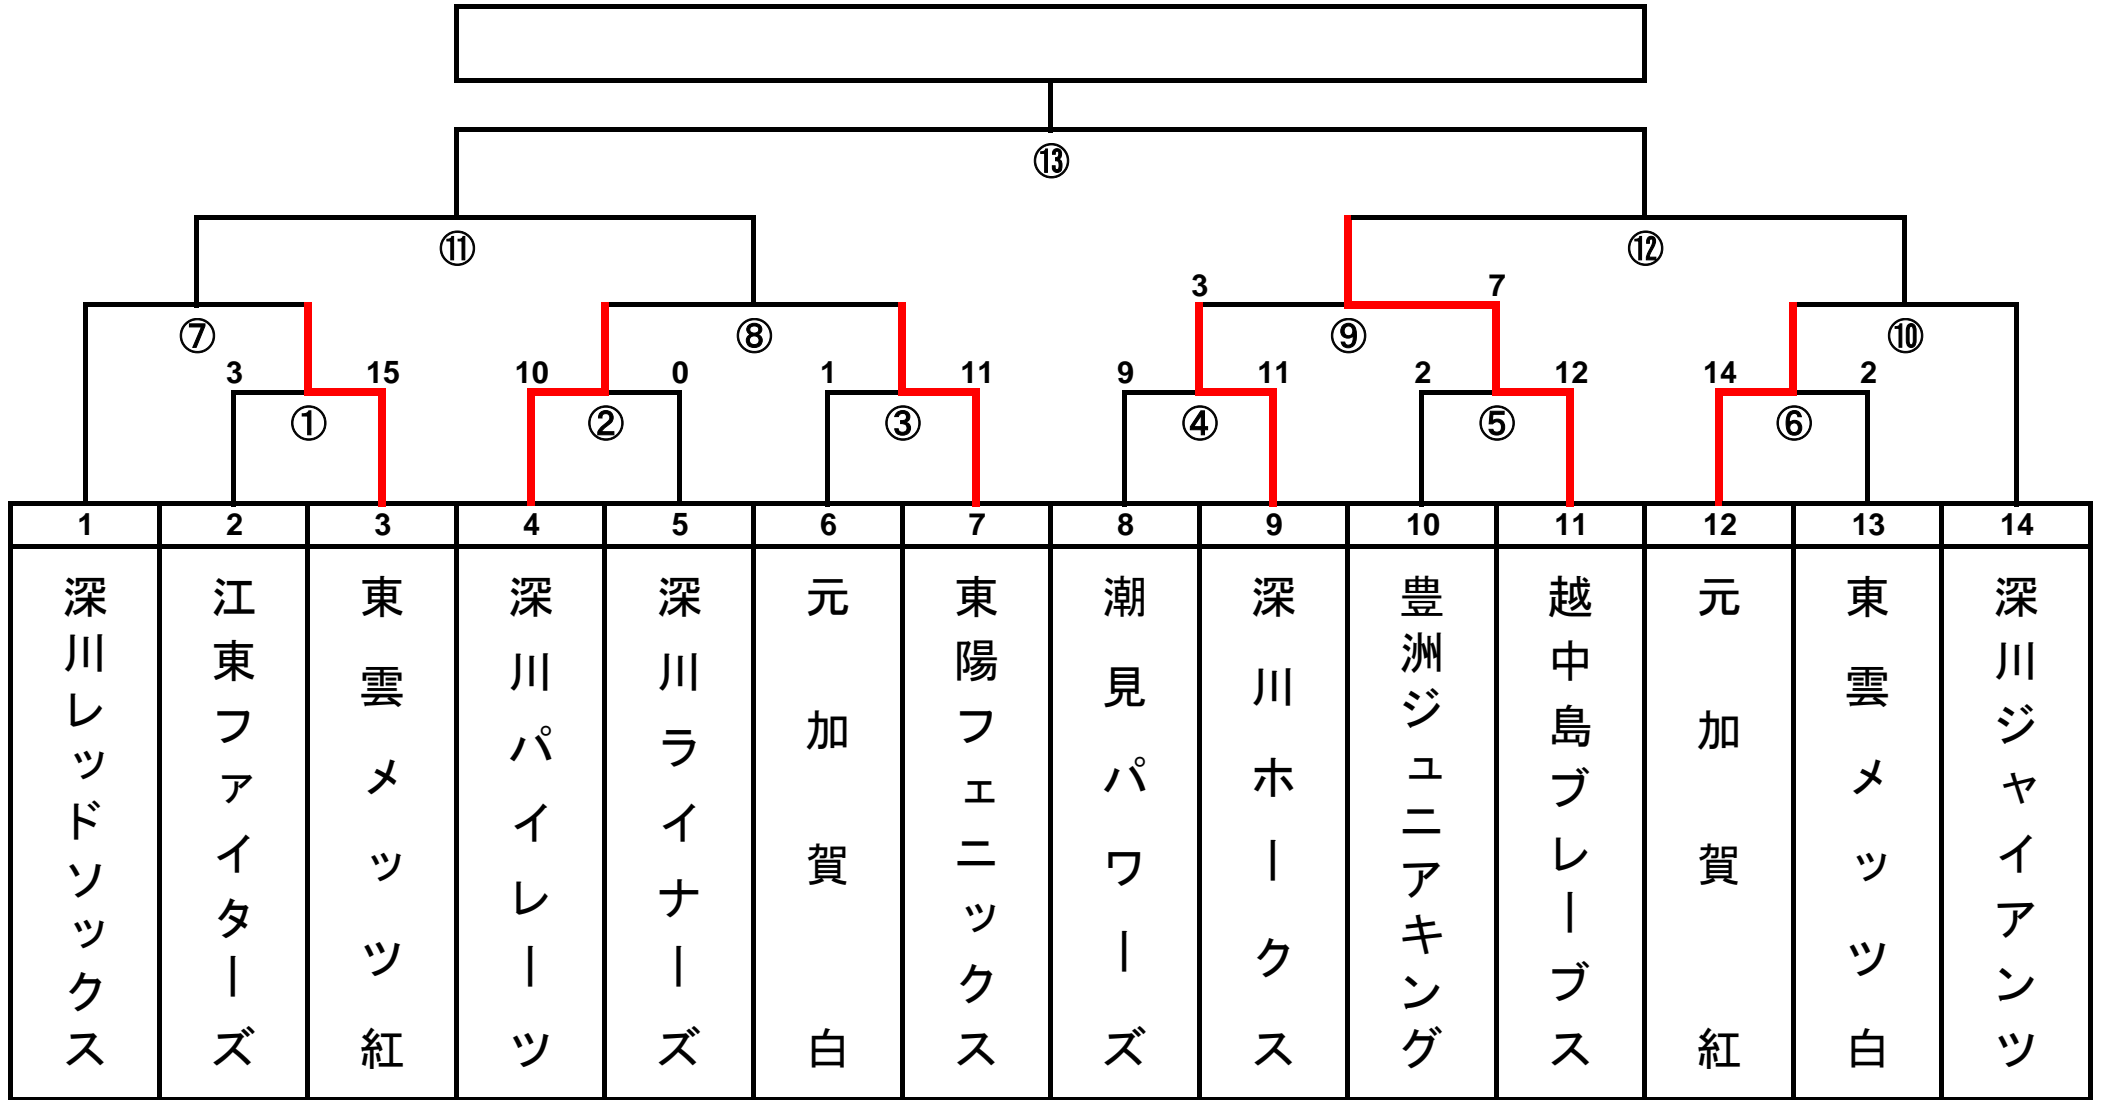 ⑬
⑪ ⑫
3 7
⑦ ⑧ ⑨ ⑩
3 15 10 0 1 11 9 11 2 12 14 2
① ② ③ ④ ⑤ ⑥
1 2 3 4 5 6 7 8 9 10 11 12 13 14
深川レッドソックス
江東ファイターズ
東雲メッツ紅
深川パイレーツ
深川ライナーズ
元加賀白
東陽フェニックス
潮見パワーズ
深川ホークス
豊洲ジュニアキング
越中島ブレーブス
元加賀紅
東雲メッツ白
深川ジャイアンツ